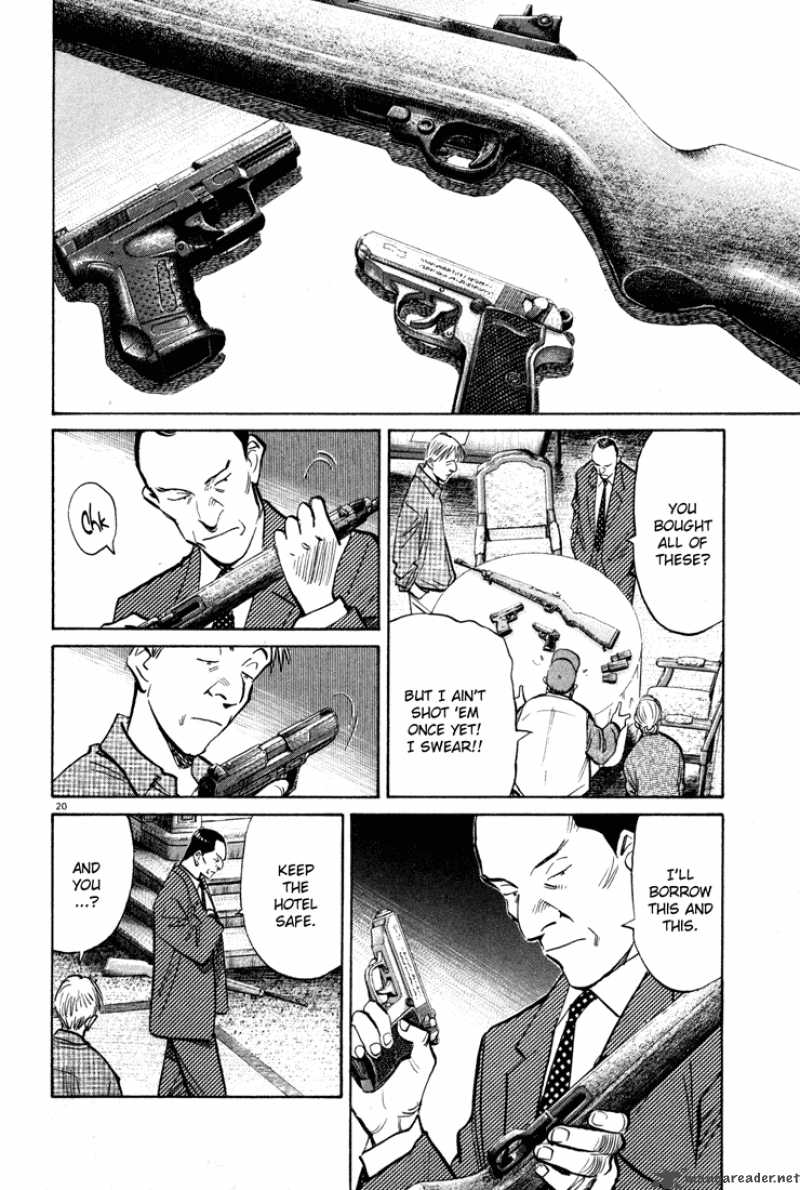 YOU
BOUGHT
ALL OF
THESE?
BUT I AIN'T
SHOT 'EM
ONCE YET!
I SWEAR!!
Chk
20
I'LL
BORROW
THIS AND
THIS.
KEEP
THE
HOTEL
SAFE.
AND
YOU
...?
mangareader.net